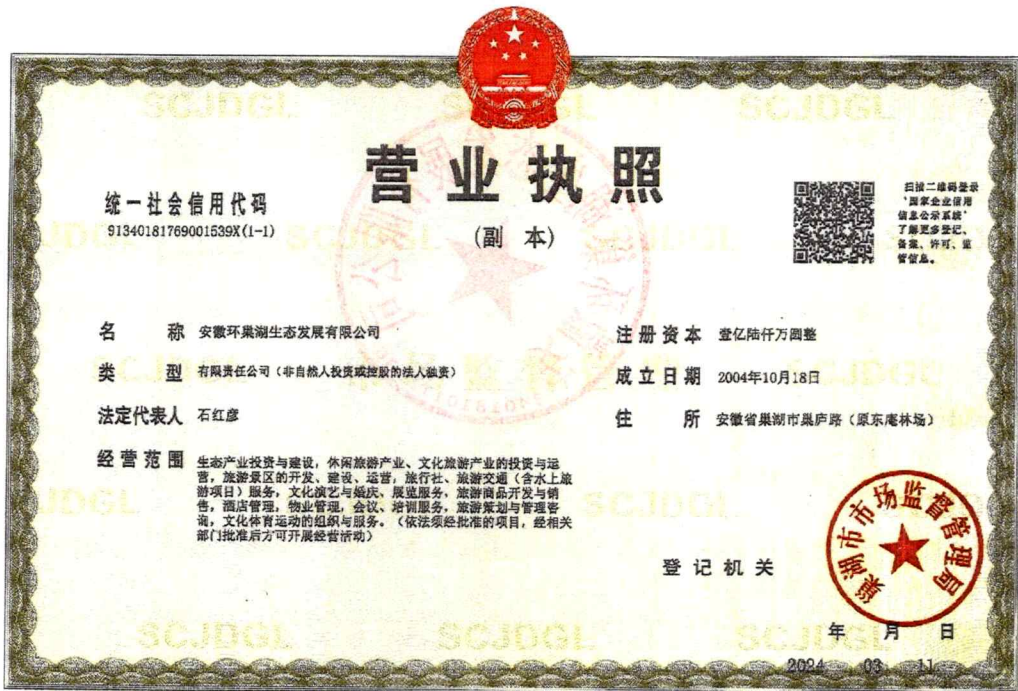 营业执照
(副 本)
统一社会信用代码
91340181769001539X(1-1)
扫描二维码登录
'国家企业信用
信息公示系统'
了解更多登记、
备案、许可、监
管信息。
名称 安徽环巢湖生态发展有限公司
类型 有限责任公司（非自然人投资或控股的法人独资）
法定代表人 石红彦
经营范围 生态产业投资与建设，休闲旅游产业、文化旅游产业的投资与运
营，旅游景区的开发、建设、运营，旅行社、旅游交通（含水上旅
游项目）服务，文化演艺与婚庆、展览服务，旅游商品开发与销
售，酒店管理，物业管理，会议、培训服务，旅游策划与管理咨
询，文化体育运动的组织与服务。（依法须经批准的项目，经相关
部门批准后方可开展经营活动）
注册资本 壹亿陆仟万圆整
成立日期 2004年10月18日
住所 安徽省巢湖市巢庐路（原东庵林场）
登记机关
巢湖市市场监督管理局
年 月 日
2024 03 11
SCJDGL SCJDGL SCJDGL
SCJDGL SCJDGL
SCJDGL SCJDGL
SCJDGL
SCJDGL SCJDGL SCJDGL